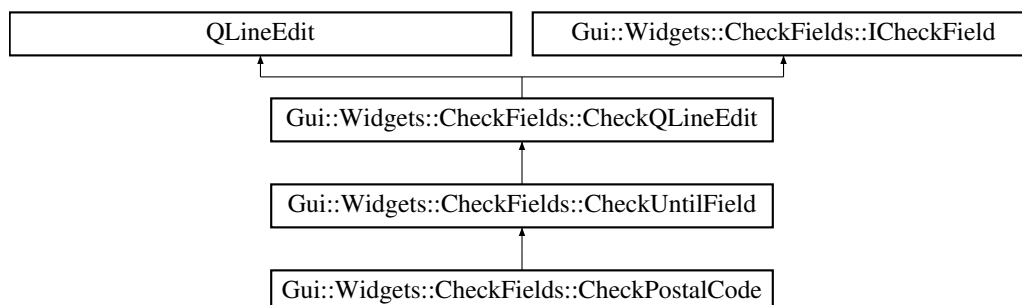 QLineEdit
Gui::Widgets::CheckFields::ICheckField
Gui::Widgets::CheckFields::CheckQLineEdit
Gui::Widgets::CheckFields::CheckUntilField
Gui::Widgets::CheckFields::CheckPostalCode